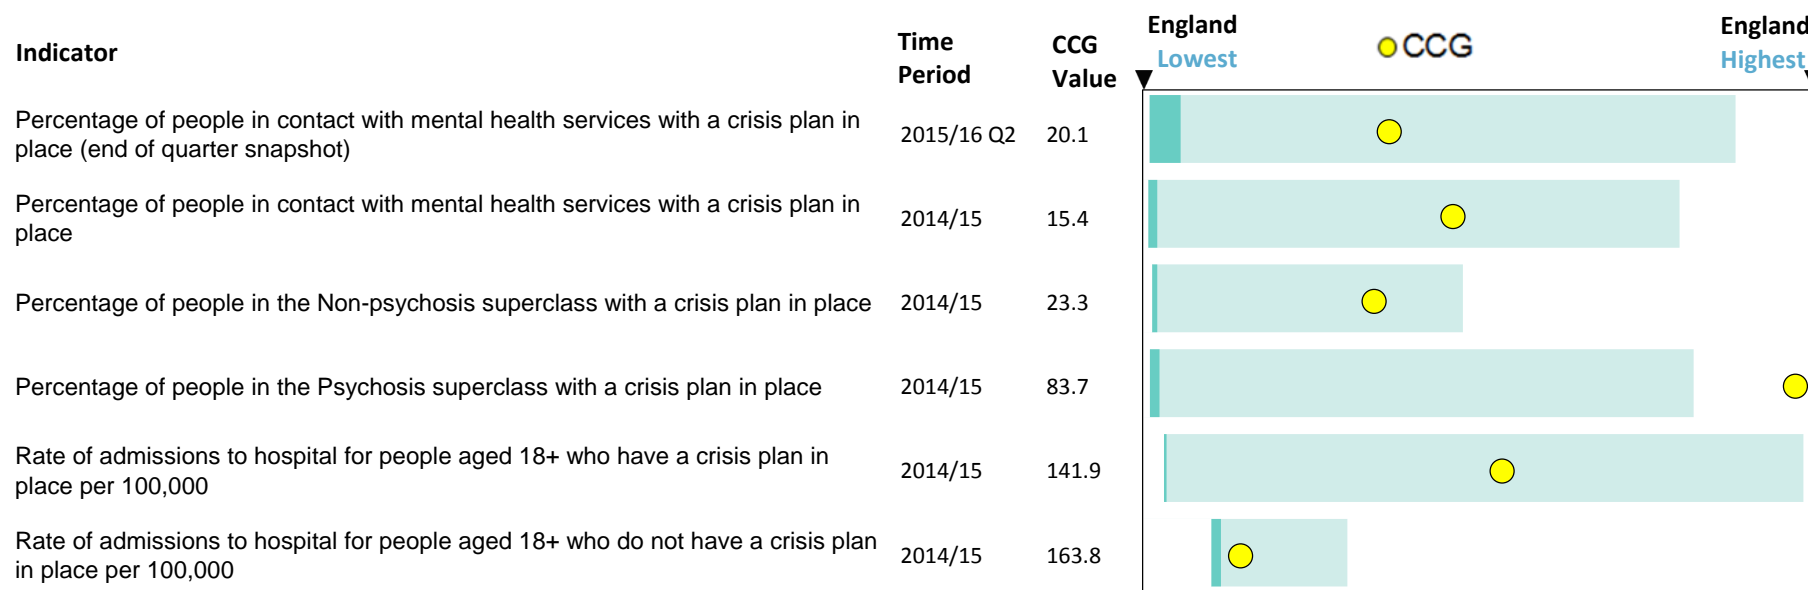 Indicator
Time Period
CCG Value
England Lowest
CCG
England Highest
Percentage of people in contact with mental health services with a crisis plan in
place (end of quarter snapshot)
2015/16 Q2
20.1
Percentage of people in contact with mental health services with a crisis plan in
place
2014/15
15.4
Percentage of people in the Non-psychosis superclass with a crisis plan in place
2014/15
23.3
Percentage of people in the Psychosis superclass with a crisis plan in place
2014/15
83.7
Rate of admissions to hospital for people aged 18+ who have a crisis plan in
place per 100,000
2014/15
141.9
Rate of admissions to hospital for people aged 18+ who do not have a crisis plan
in place per 100,000
2014/15
163.8